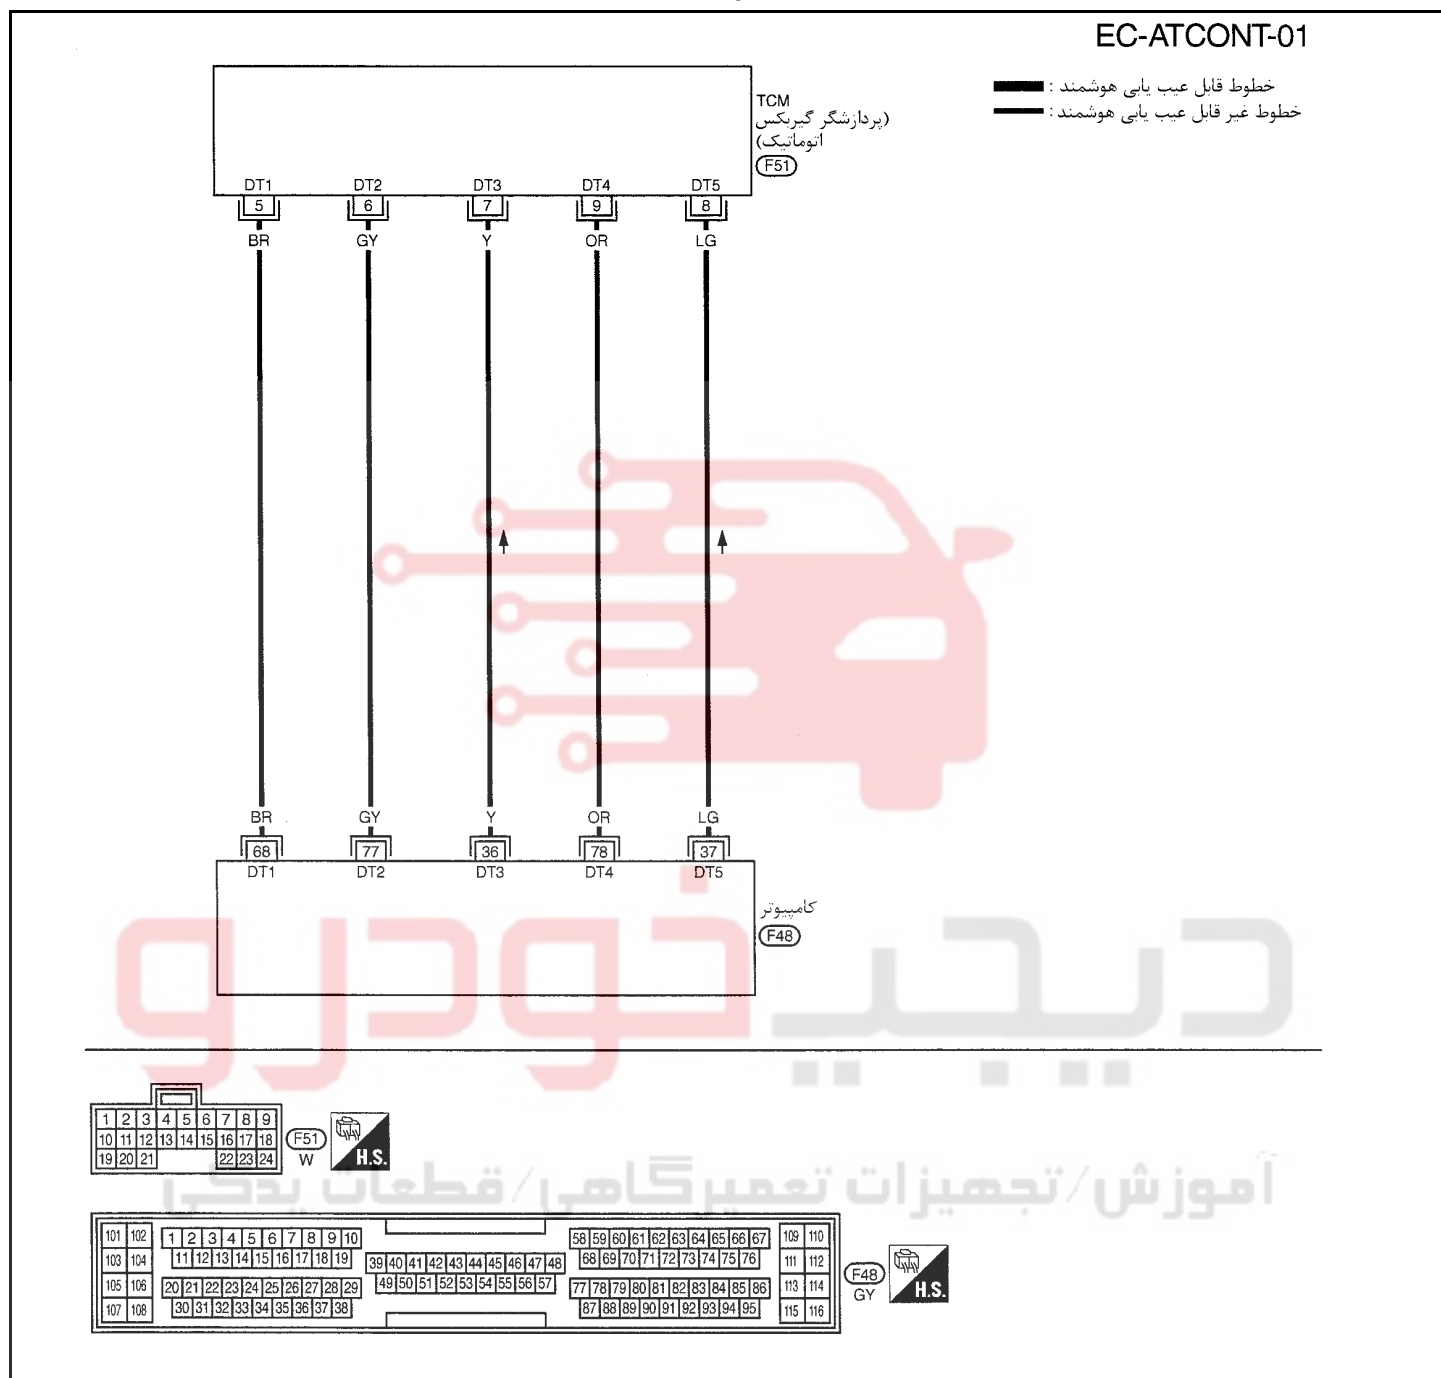 EC-ATCONT-01
خطوط قابل عیب یابی هوشمند :
خطوط غیر قابل عیب یابی هوشمند :
TCM
(پردازشگر گیربکس
اتوماتیک)
F51
DT1 DT2 DT3 DT4 DT5
5 6 7 9 8
BR GY Y OR LG
BR GY Y OR LG
68 77 36 78 37
DT1 DT2 DT3 DT4 DT5
کامپیوتر
F48
دیجیخودرو
1 2 3 4 5 6 7 8 9
10 11 12 13 14 15 16 17 18
19 20 21 22 23 24
F51
W
H.S.
آموزش/تجهیزات تعمیرگاهی/قطعات یدکی
101 102 1 2 3 4 5 6 7 8 9 10 58 59 60 61 62 63 64 65 66 67 109 110
103 104 11 12 13 14 15 16 17 18 19 39 40 41 42 43 44 45 46 47 48 68 69 70 71 72 73 74 75 76 111 112
105 106 20 21 22 23 24 25 26 27 28 29 49 50 51 52 53 54 55 56 57 77 78 79 80 81 82 83 84 85 86 113 114
107 108 30 31 32 33 34 35 36 37 38 87 88 89 90 91 92 93 94 95 115 116
F48
GY
H.S.